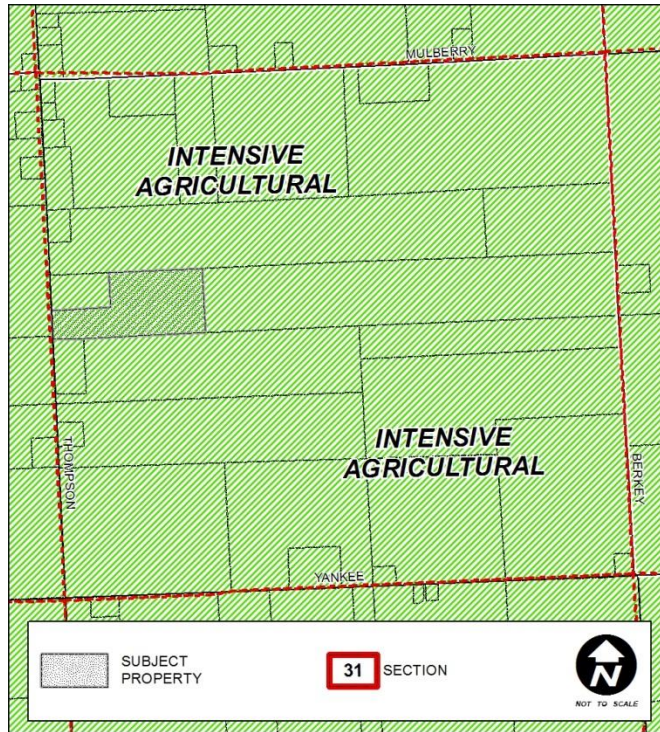 MULBERRY
INTENSIVE
AGRICULTURAL
THOMPSON
INTENSIVE
AGRICULTURAL
BERKEY
YANKEE
SUBJECT
PROPERTY
31 SECTION
N
NOT TO SCALE